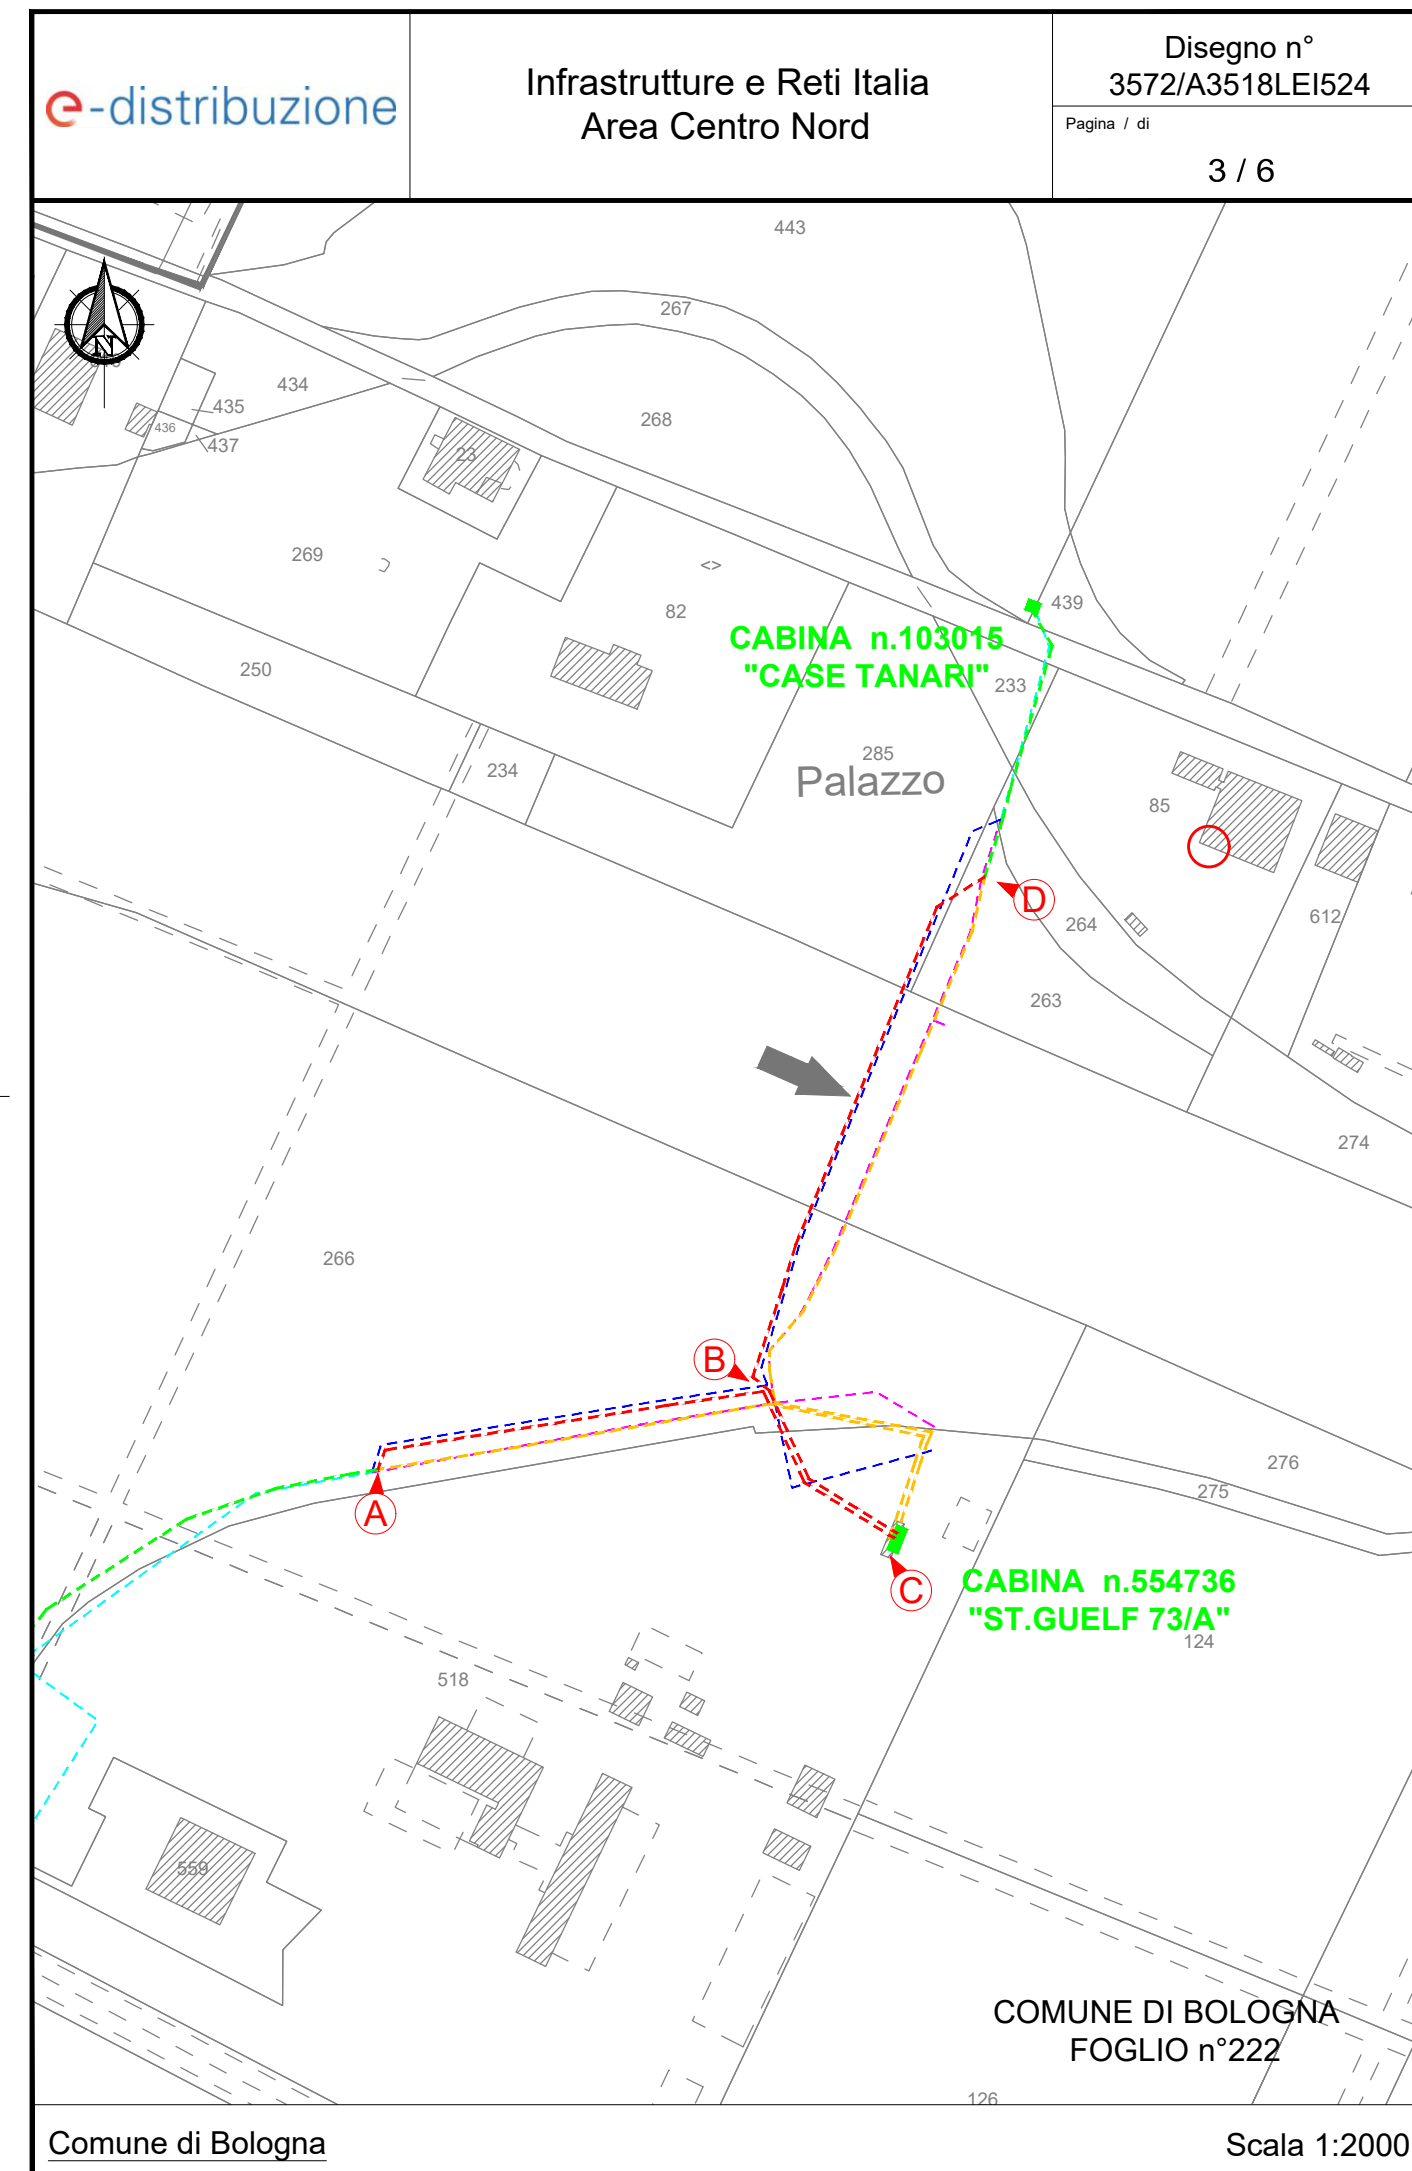 e-distribuzione
Infrastrutture e Reti Italia
Area Centro Nord
Disegno n°
3572/A3518LEI524
Pagina / di
3 / 6
443
267
N
434
435
436
437
268
23
269
82
<>
439
CABINA n.103015
"CASE TANARI"
233
250
285
Palazzo
234
85
D
264
612
263
274
266
B
A
276
275
C
CABINA n.554736
"ST.GUELF 73/A"
124
518
559
COMUNE DI BOLOGNA
FOGLIO n°222
126
Comune di Bologna
Scala 1:2000